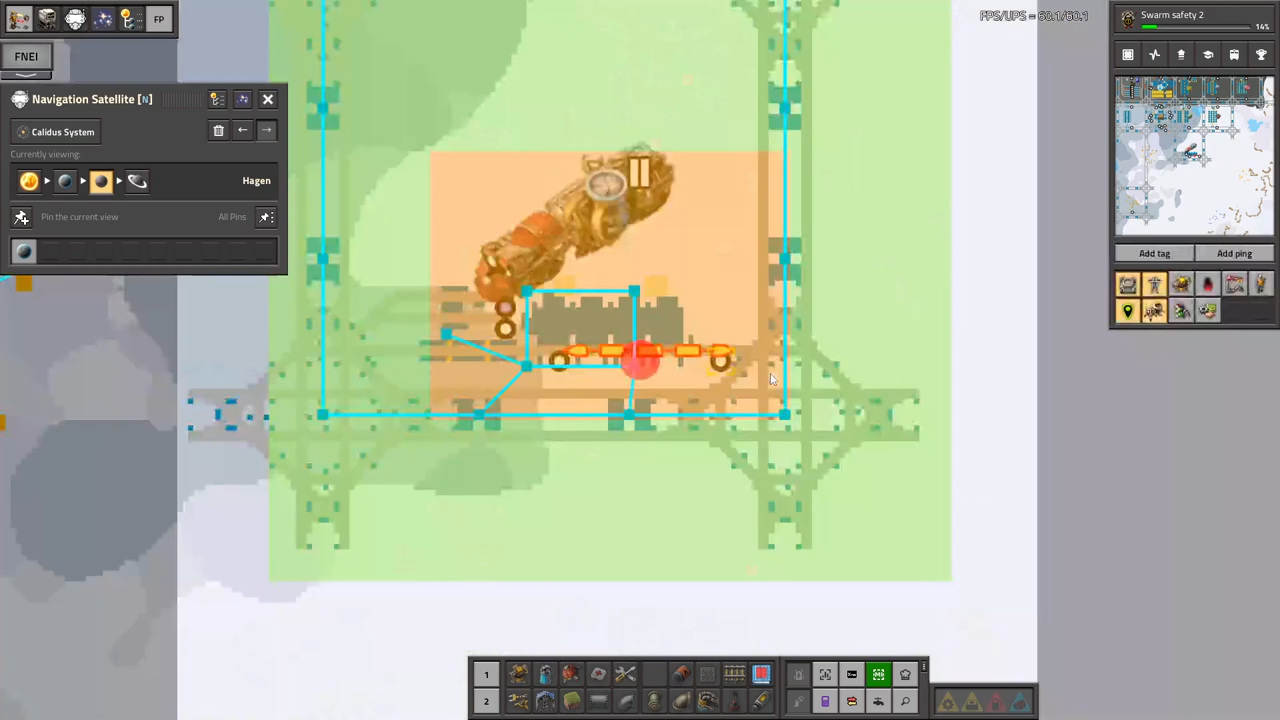 FP
FPS/UPS = 60.1/60.1
Swarm safety 2
14%
FNEI
Navigation Satellite [N]
Calidus System
Currently viewing:
Hagen
Pin the current view
All Pins
Add tag
Add ping
1
2